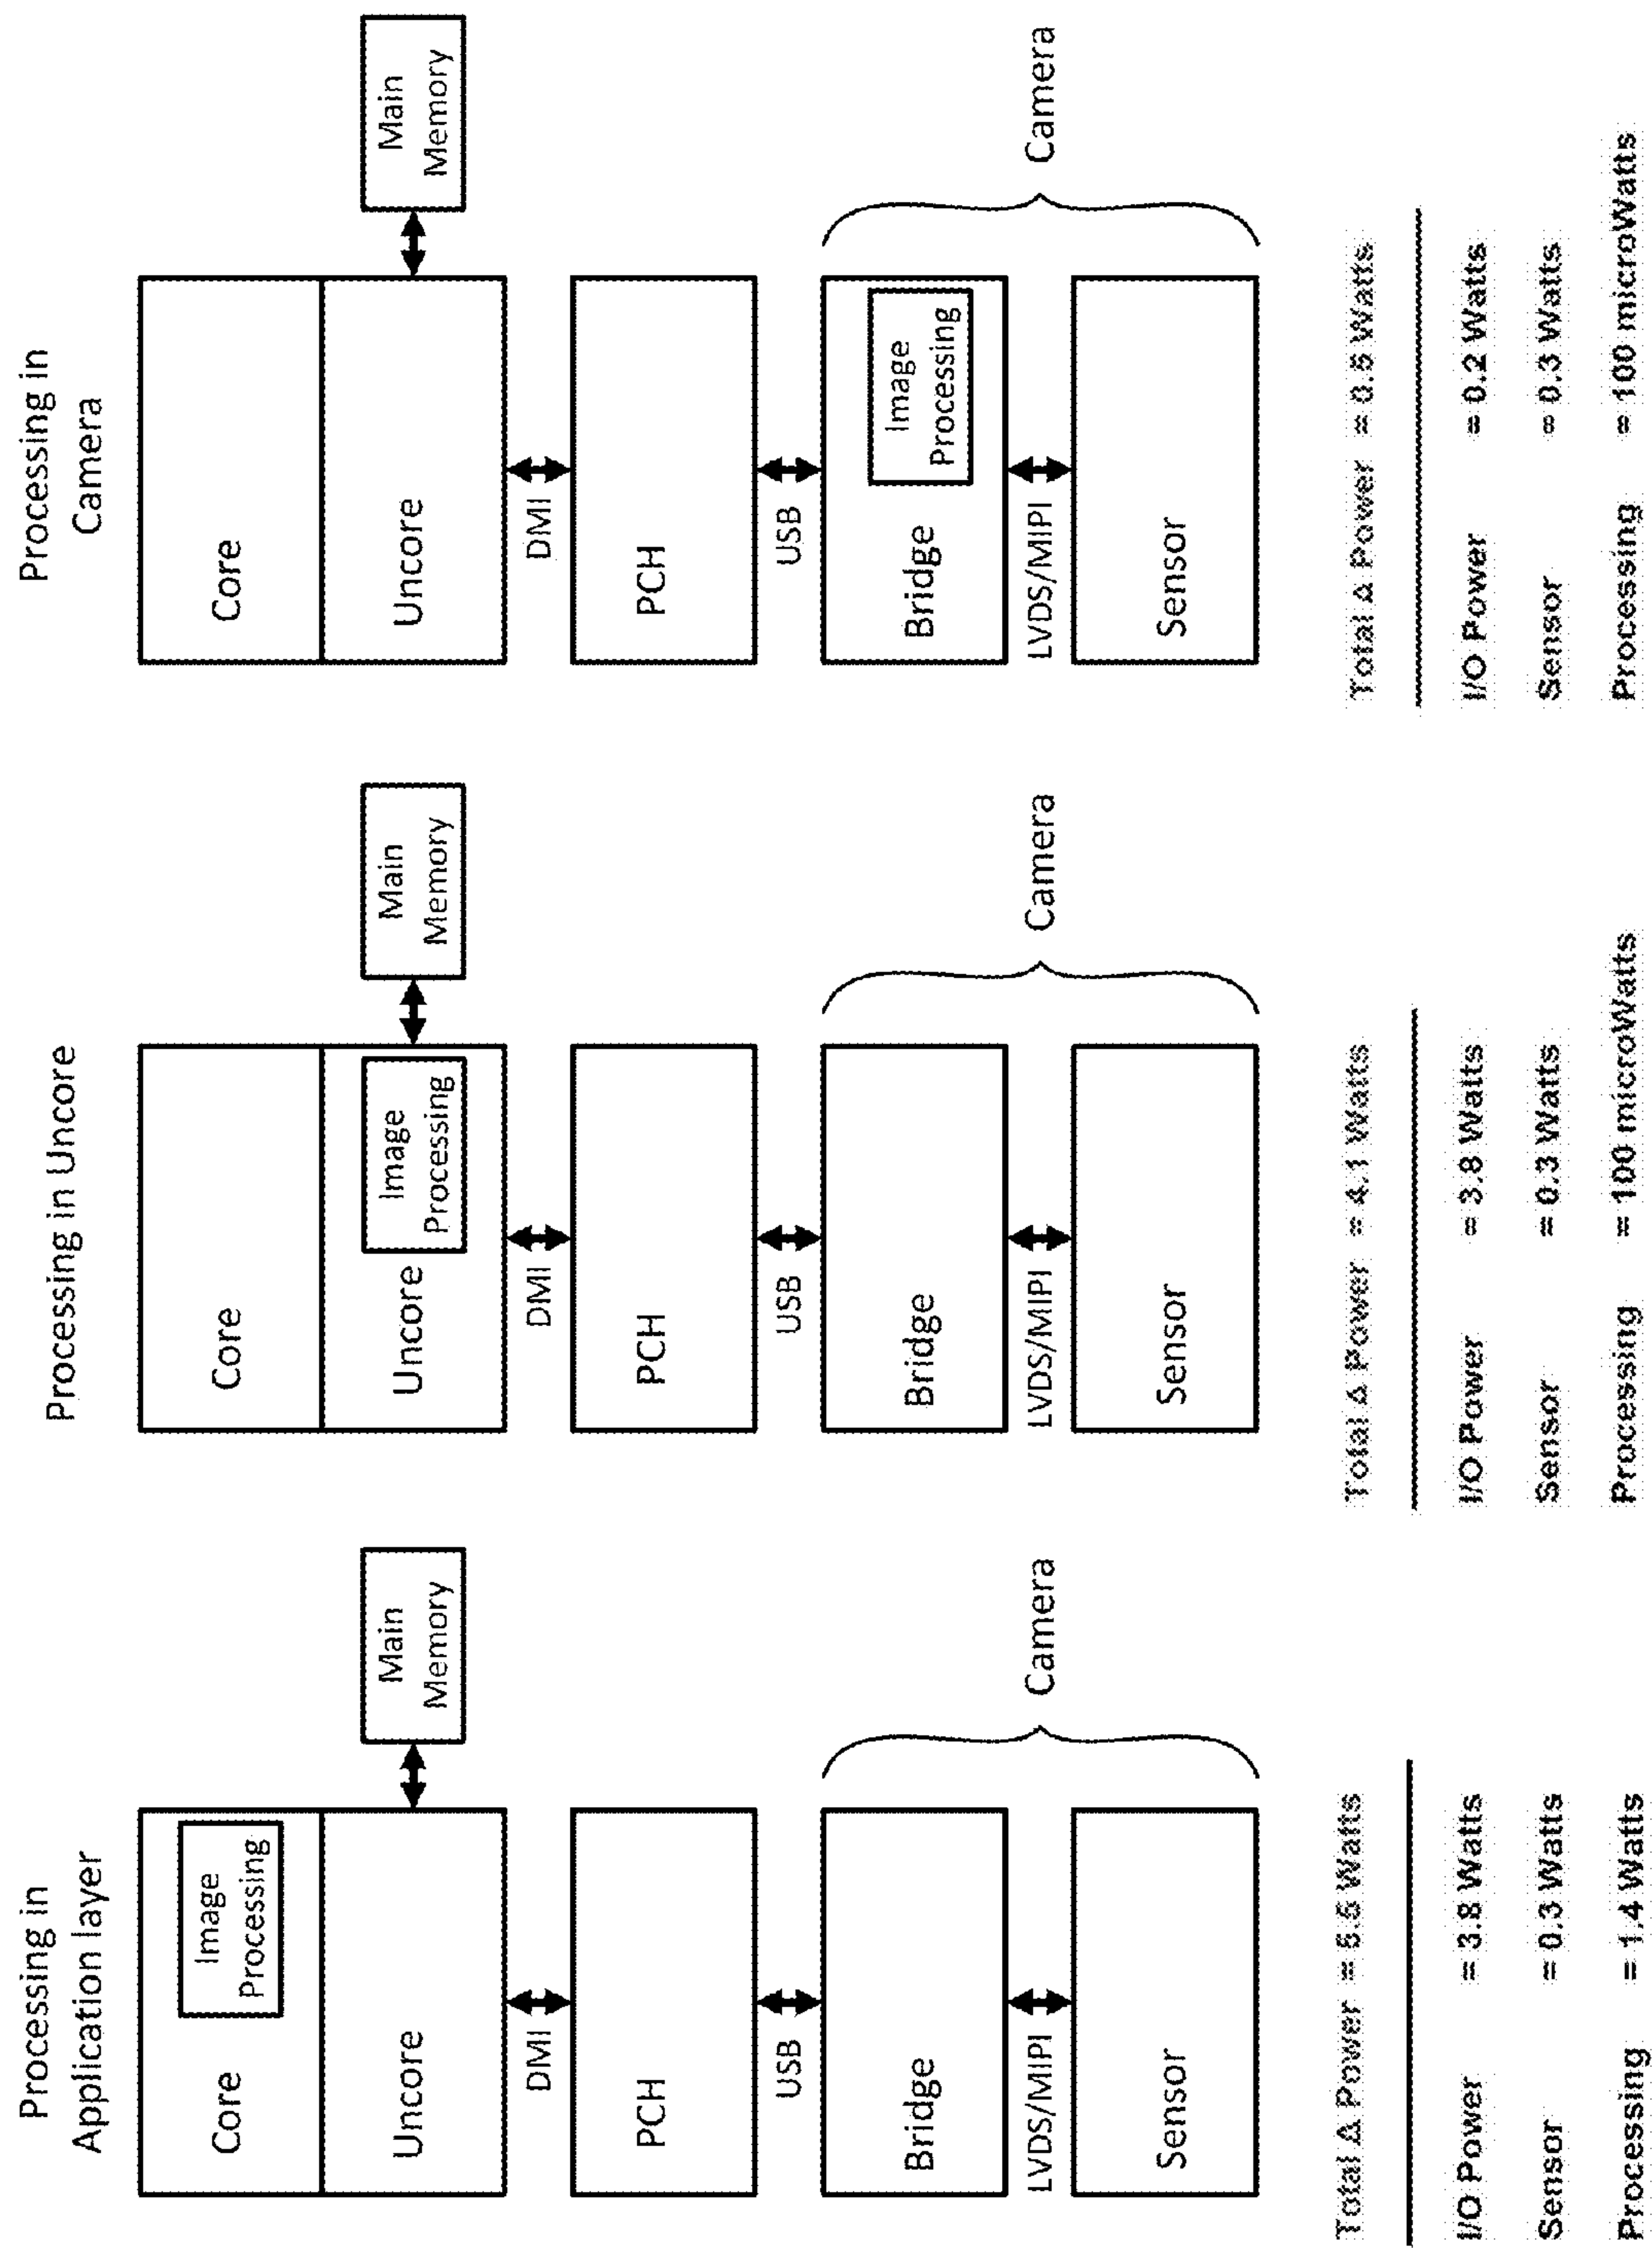 Processing in
Application layer
Core
Image
Processing
Uncore
Main
Memory
DMI
PCH
USB
Bridge
LVDS/MIPI
Sensor
Camera
Total Δ Power = 5.5 Watts
I/O Power = 3.8 Watts
Sensor = 0.3 Watts
Processing = 1.4 Watts
Processing in Uncore
Core
Uncore
Image
Processing
Main
Memory
DMI
PCH
USB
Bridge
LVDS/MIPI
Sensor
Camera
Total Δ Power = 4.1 Watts
I/O Power = 3.8 Watts
Sensor = 0.3 Watts
Processing = 100 microWatts
Processing in
Camera
Core
Uncore
Main
Memory
DMI
PCH
USB
Bridge
Image
Processing
LVDS/MIPI
Sensor
Camera
Total Δ Power = 0.5 Watts
I/O Power = 0.2 Watts
Sensor = 0.3 Watts
Processing = 100 microWatts